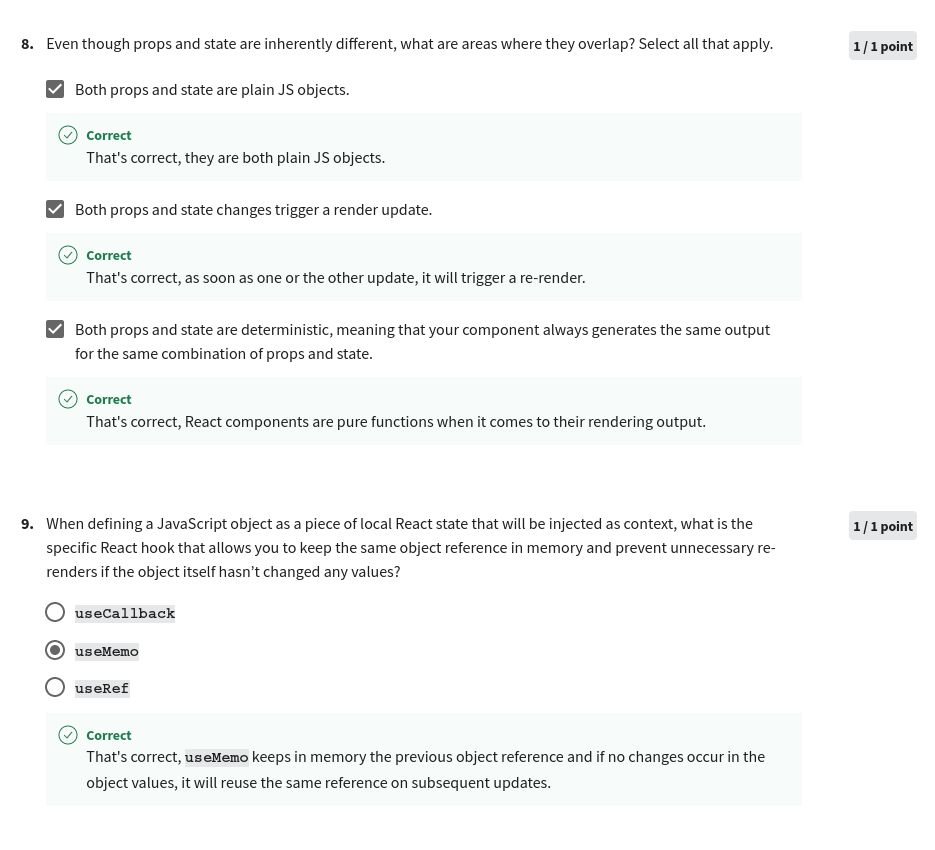 8. Even though props and state are inherently different, what are areas where they overlap? Select all that apply.
1 / 1 point
Both props and state are plain JS objects.
Correct
That's correct, they are both plain JS objects.
Both props and state changes trigger a render update.
Correct
That's correct, as soon as one or the other update, it will trigger a re-render.
Both props and state are deterministic, meaning that your component always generates the same output
for the same combination of props and state.
Correct
That's correct, React components are pure functions when it comes to their rendering output.
9. When defining a JavaScript object as a piece of local React state that will be injected as context, what is the
1 / 1 point
specific React hook that allows you to keep the same object reference in memory and prevent unnecessary re-
renders if the object itself hasn’t changed any values?
useCallback
useMemo
useRef
Correct
That's correct, useMemo keeps in memory the previous object reference and if no changes occur in the
object values, it will reuse the same reference on subsequent updates.